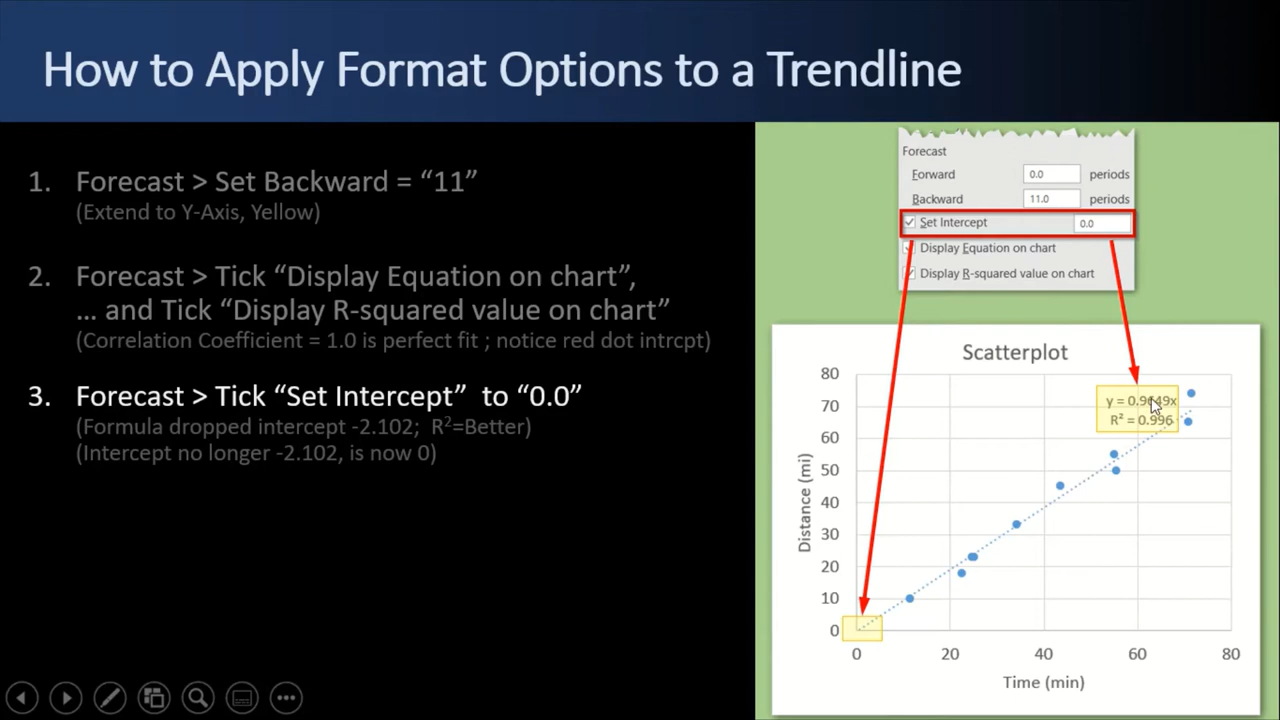 How to Apply Format Options to a Trendline
1. Forecast > Set Backward = “11”
(Extend to Y-Axis, Yellow)
2. Forecast > Tick “Display Equation on chart”,
... and Tick “Display R-squared value on chart”
(Correlation Coefficient = 1.0 is perfect fit ; notice red dot intrcpt)
3. Forecast > Tick “Set Intercept” to “0.0”
(Formula dropped intercept -2.102; R²=Better)
(Intercept no longer -2.102, is now 0)
Forecast
Forward 0.0 periods
Backward 11.0 periods
Set Intercept 0.0
Display Equation on chart
Display R-squared value on chart
Scatterplot
y = 0.9649x
R² = 0.996
Distance (mi)
80
70
60
50
40
30
20
10
0
0 20 40 60 80
Time (min)